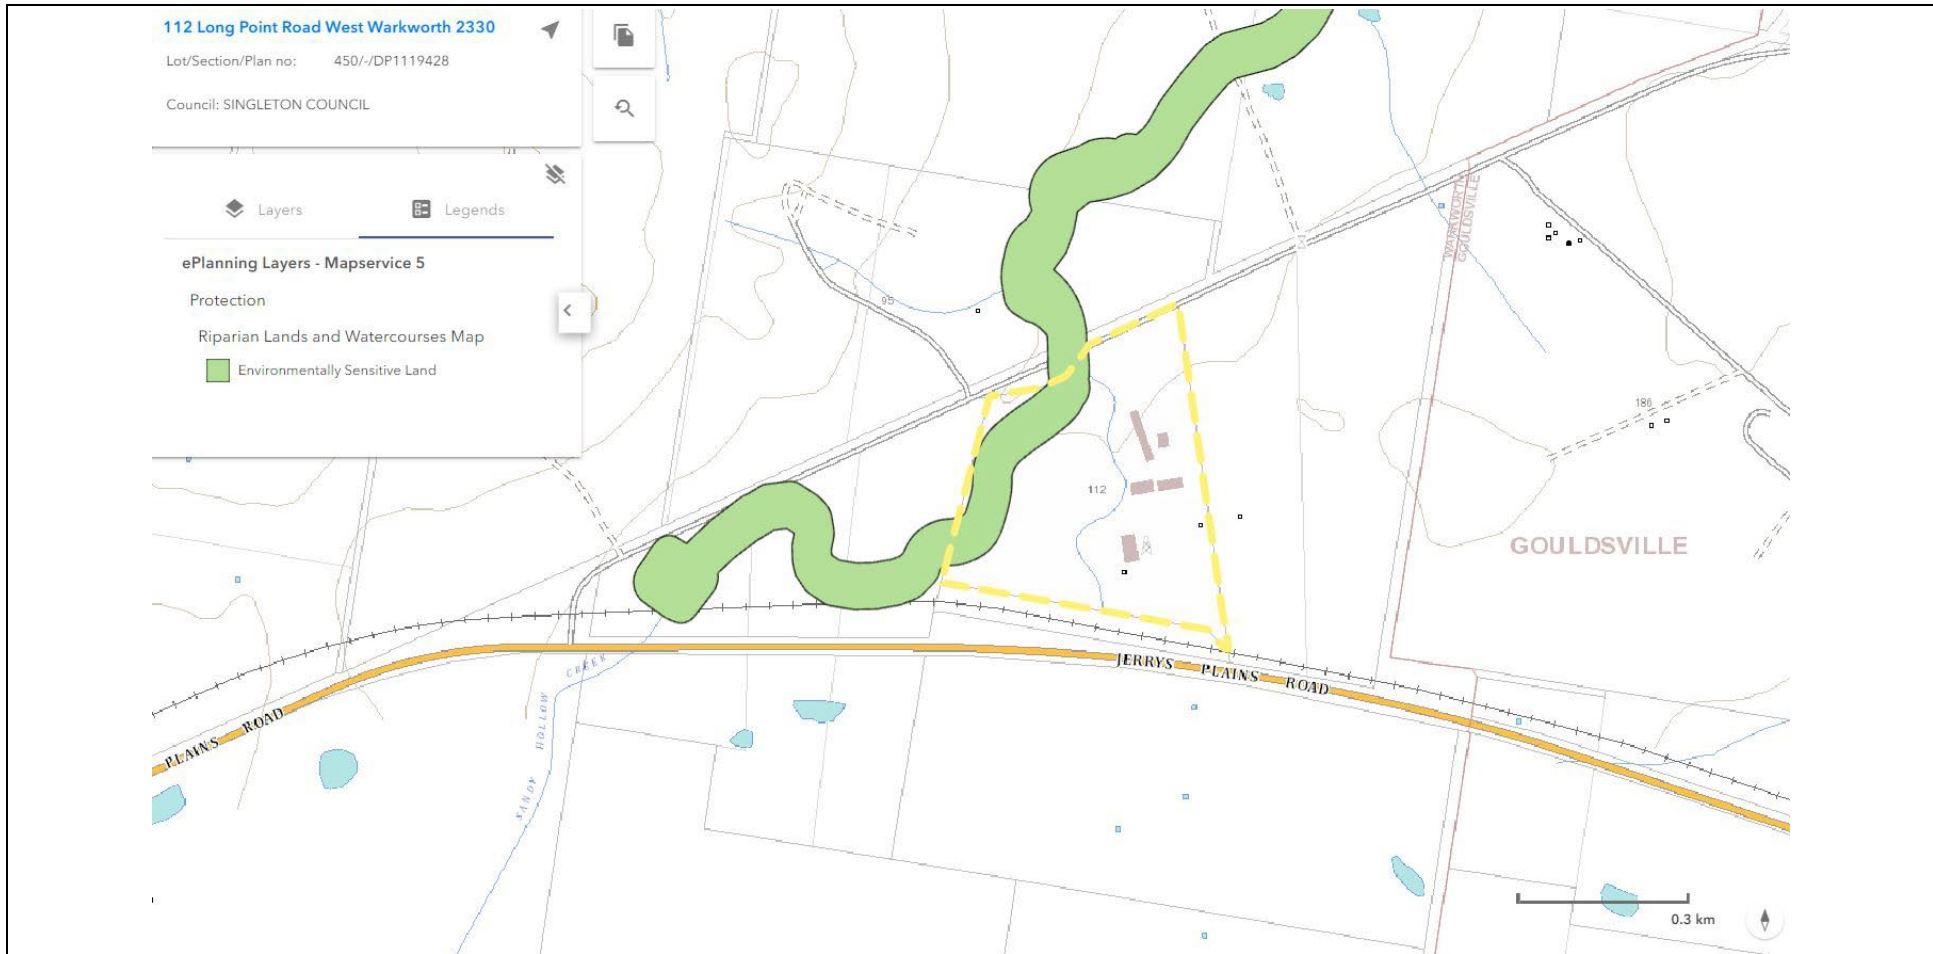 112 Long Point Road West Warkworth 2330
Lot/Section/Plan no: 450/-/DP1119428
Council: SINGLETON COUNCIL
Layers
Legends
ePlanning Layers - Mapservice 5
Protection
Riparian Lands and Watercourses Map
Environmentally Sensitive Land
95
WARKWORTH
GOULDSVILLE
186
112
GOULDSVILLE
JERRYS PLAINS ROAD
PLAINS ROAD
SANDY HOLLOW CREEK
0.3 km